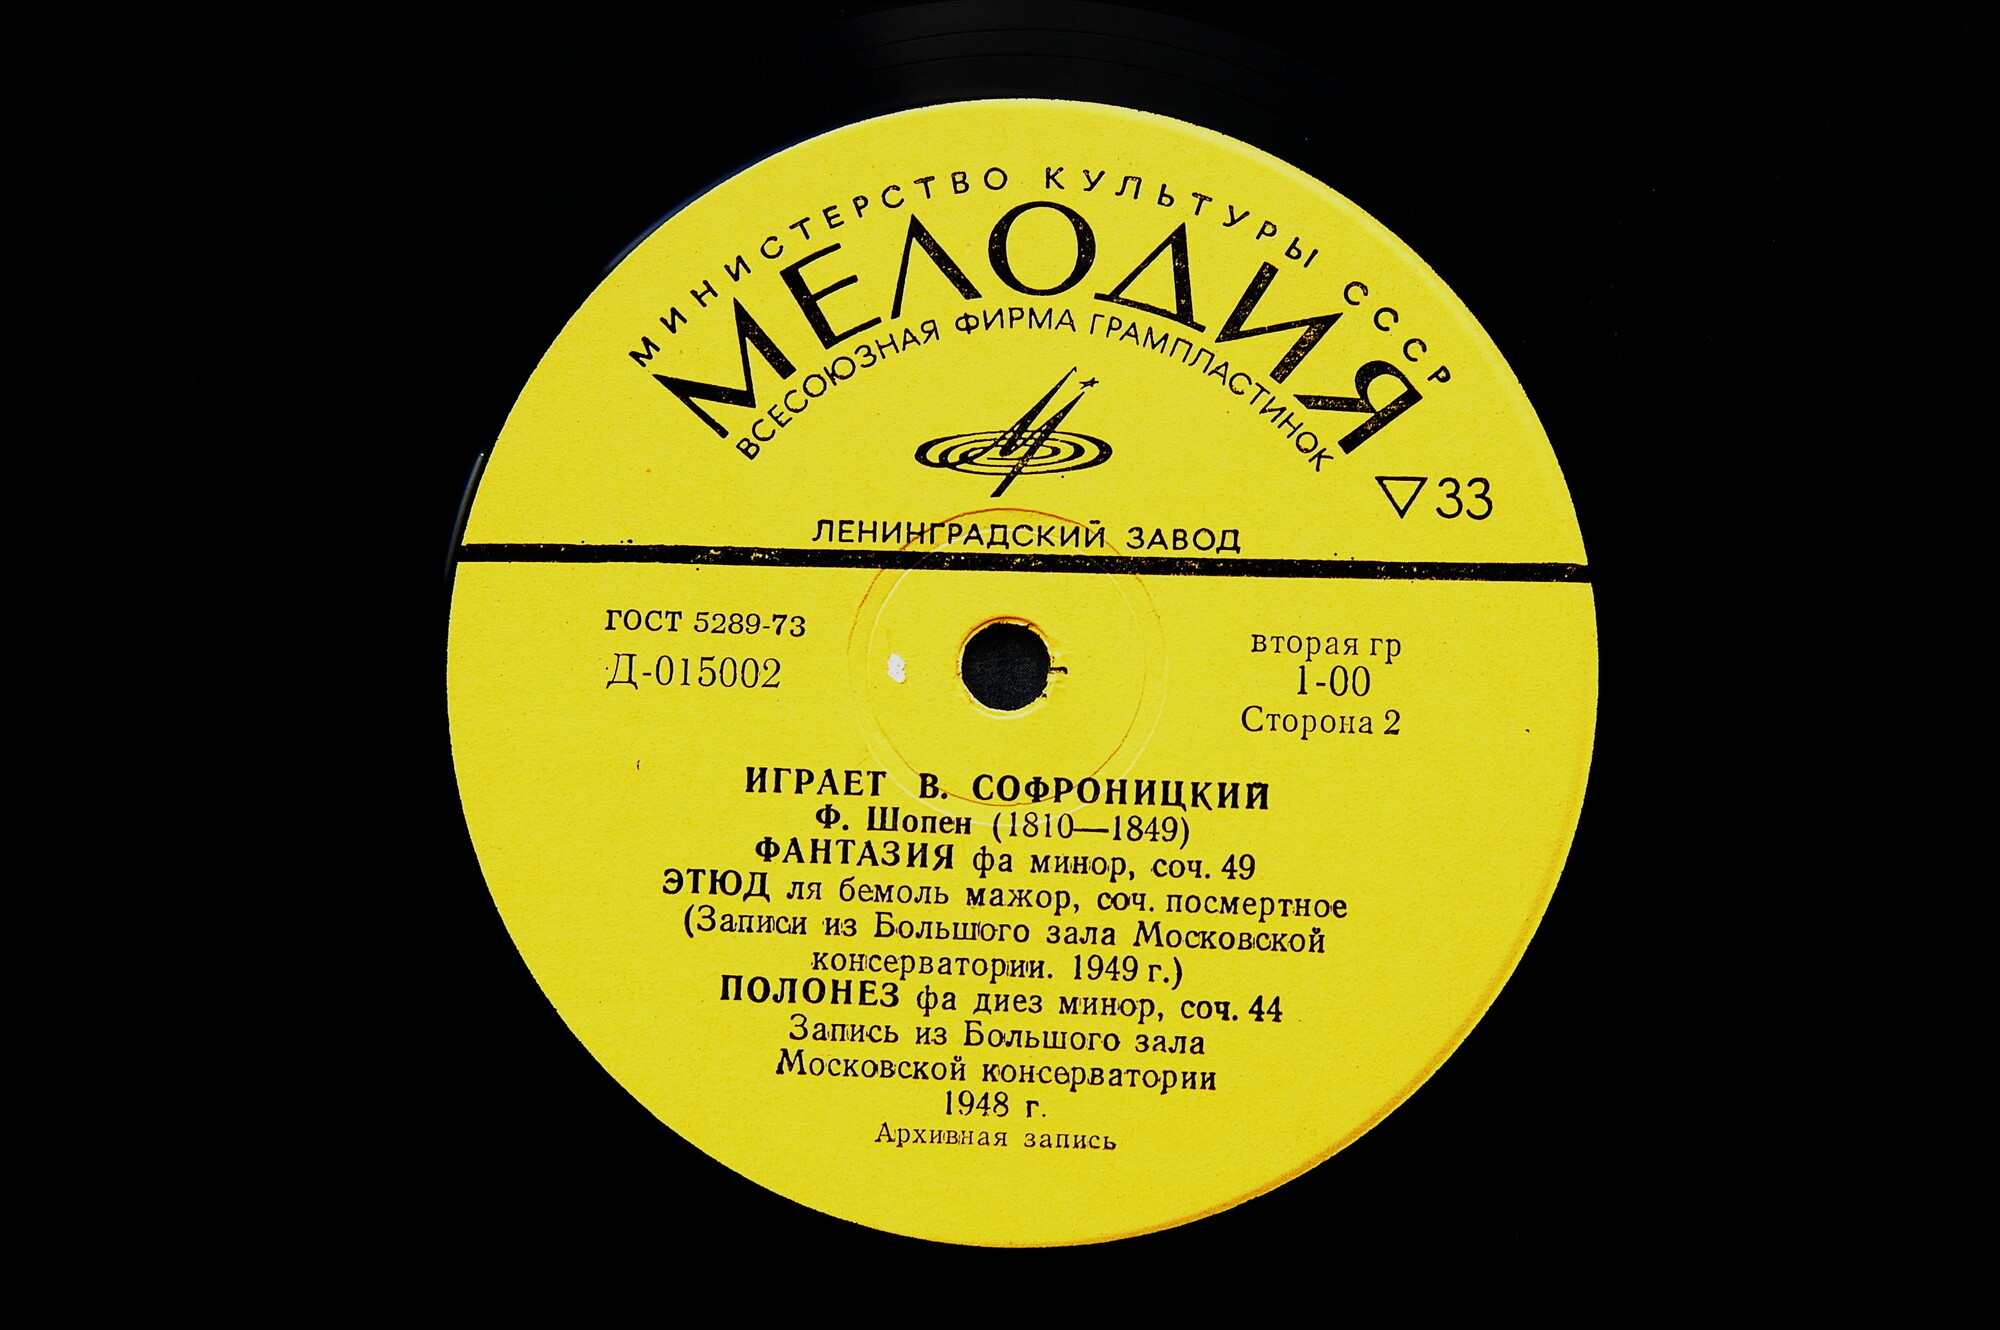 МИНИСТЕРСТВО КУЛЬТУРЫ СССР
МЕЛОДИЯ
ВСЕСОЮЗНАЯ ФИРМА ГРАМПЛАСТИНОК
▽33
ЛЕНИНГРАДСКИЙ ЗАВОД
ГОСТ 5289-73
Д-015002
вторая гр
1-00
Сторона 2
ИГРАЕТ В. СОФРОНИЦКИЙ
Ф. Шопен (1810—1849)
ФАНТАЗИЯ фа минор, соч. 49
ЭТЮД ля бемоль мажор, соч. посмертное
(Записи из Большого зала Московской
консерватории. 1949 г.)
ПОЛОНЕЗ фа диез минор, соч. 44
Запись из Большого зала
Московской консерватории
1948 г.
Архивная запись